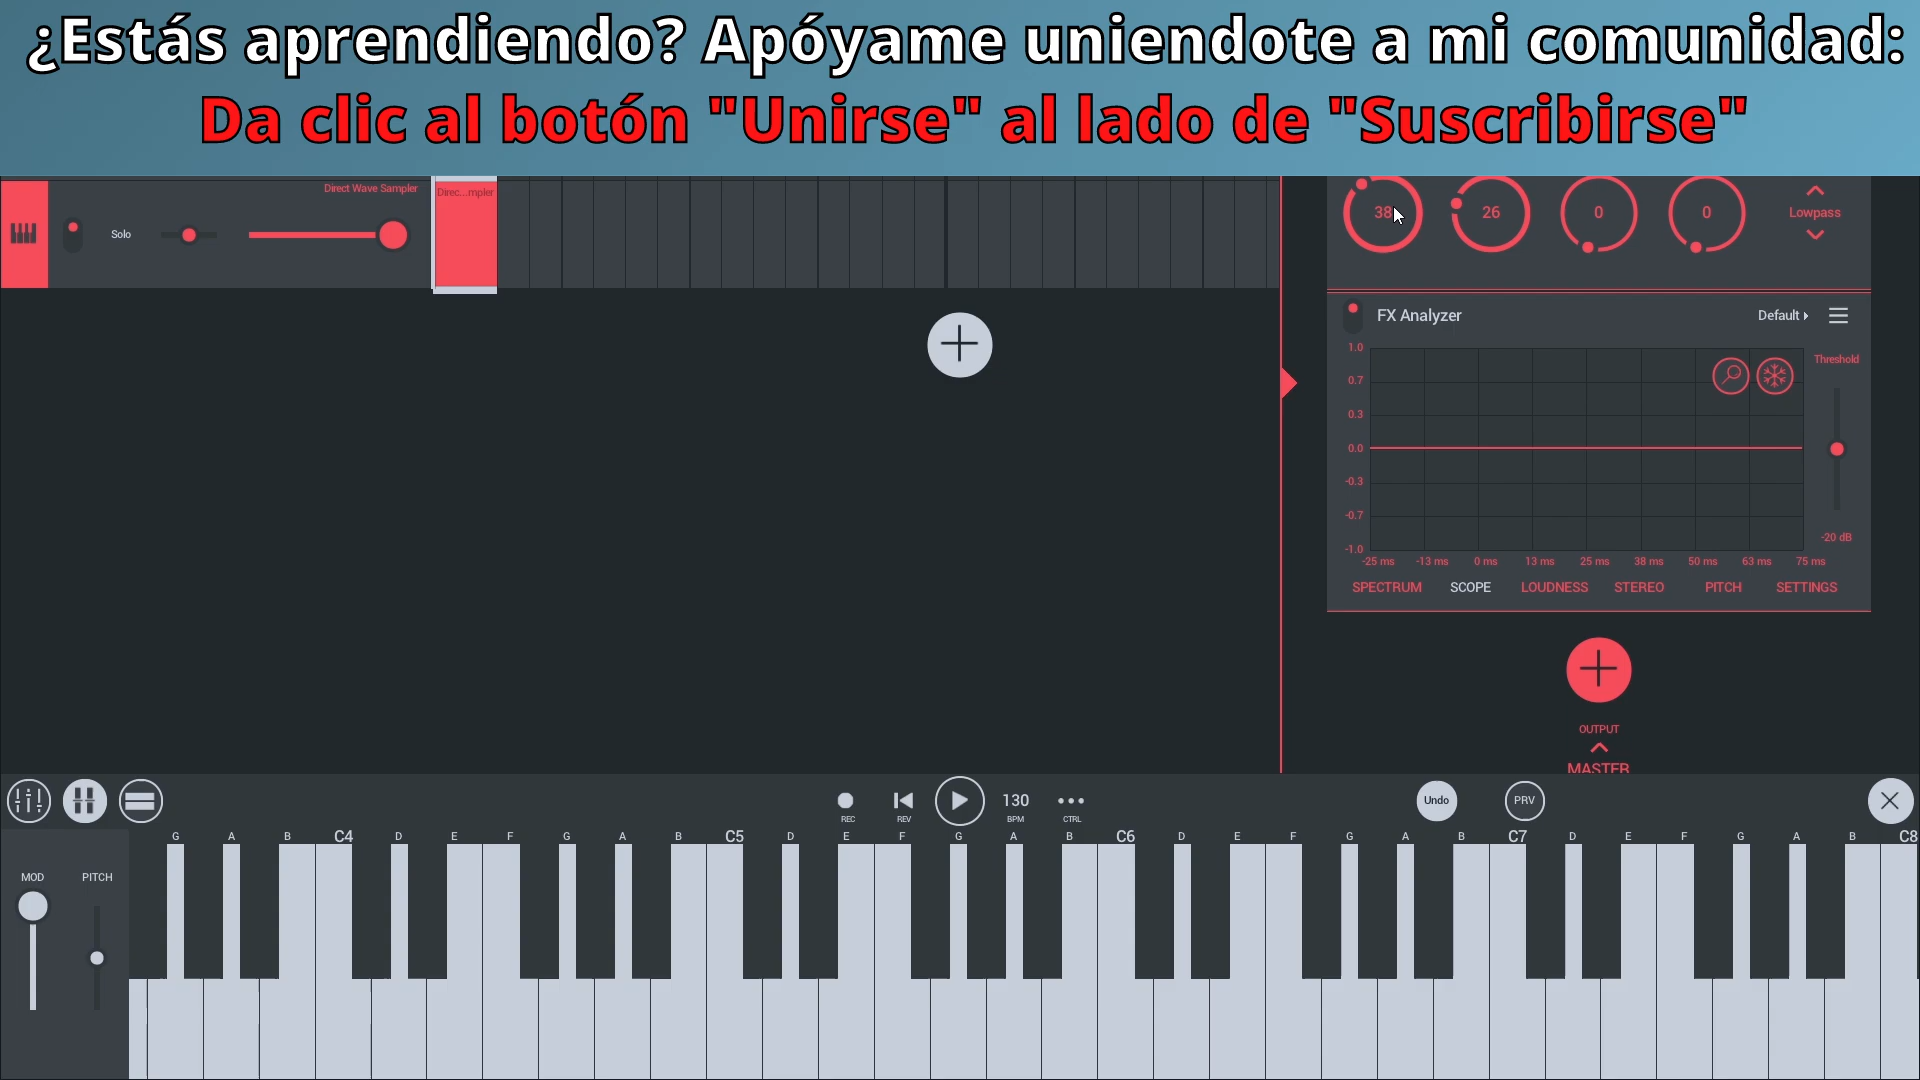 ¿Estás aprendiendo? Apóyame uniendote a mi comunidad:
Da clic al botón "Unirse" al lado de "Suscribirse"
Direct Wave Sampler
Direc...mpler
Solo
38
26
0
0
Lowpass
FX Analyzer
Default
Threshold
1.0
0.7
0.3
0.0
-0.3
-0.7
-1.0
-20 dB
-25 ms -13 ms 0 ms 13 ms 25 ms 38 ms 50 ms 63 ms 75 ms
SPECTRUM SCOPE LOUDNESS STEREO PITCH SETTINGS
OUTPUT
MASTER
130
Undo
PRV
REC REV BPM CTRL
G A B C4 D E F G A B C5 D E F G A B C6 D E F G A B C7 D E F G A B C8
MOD PITCH